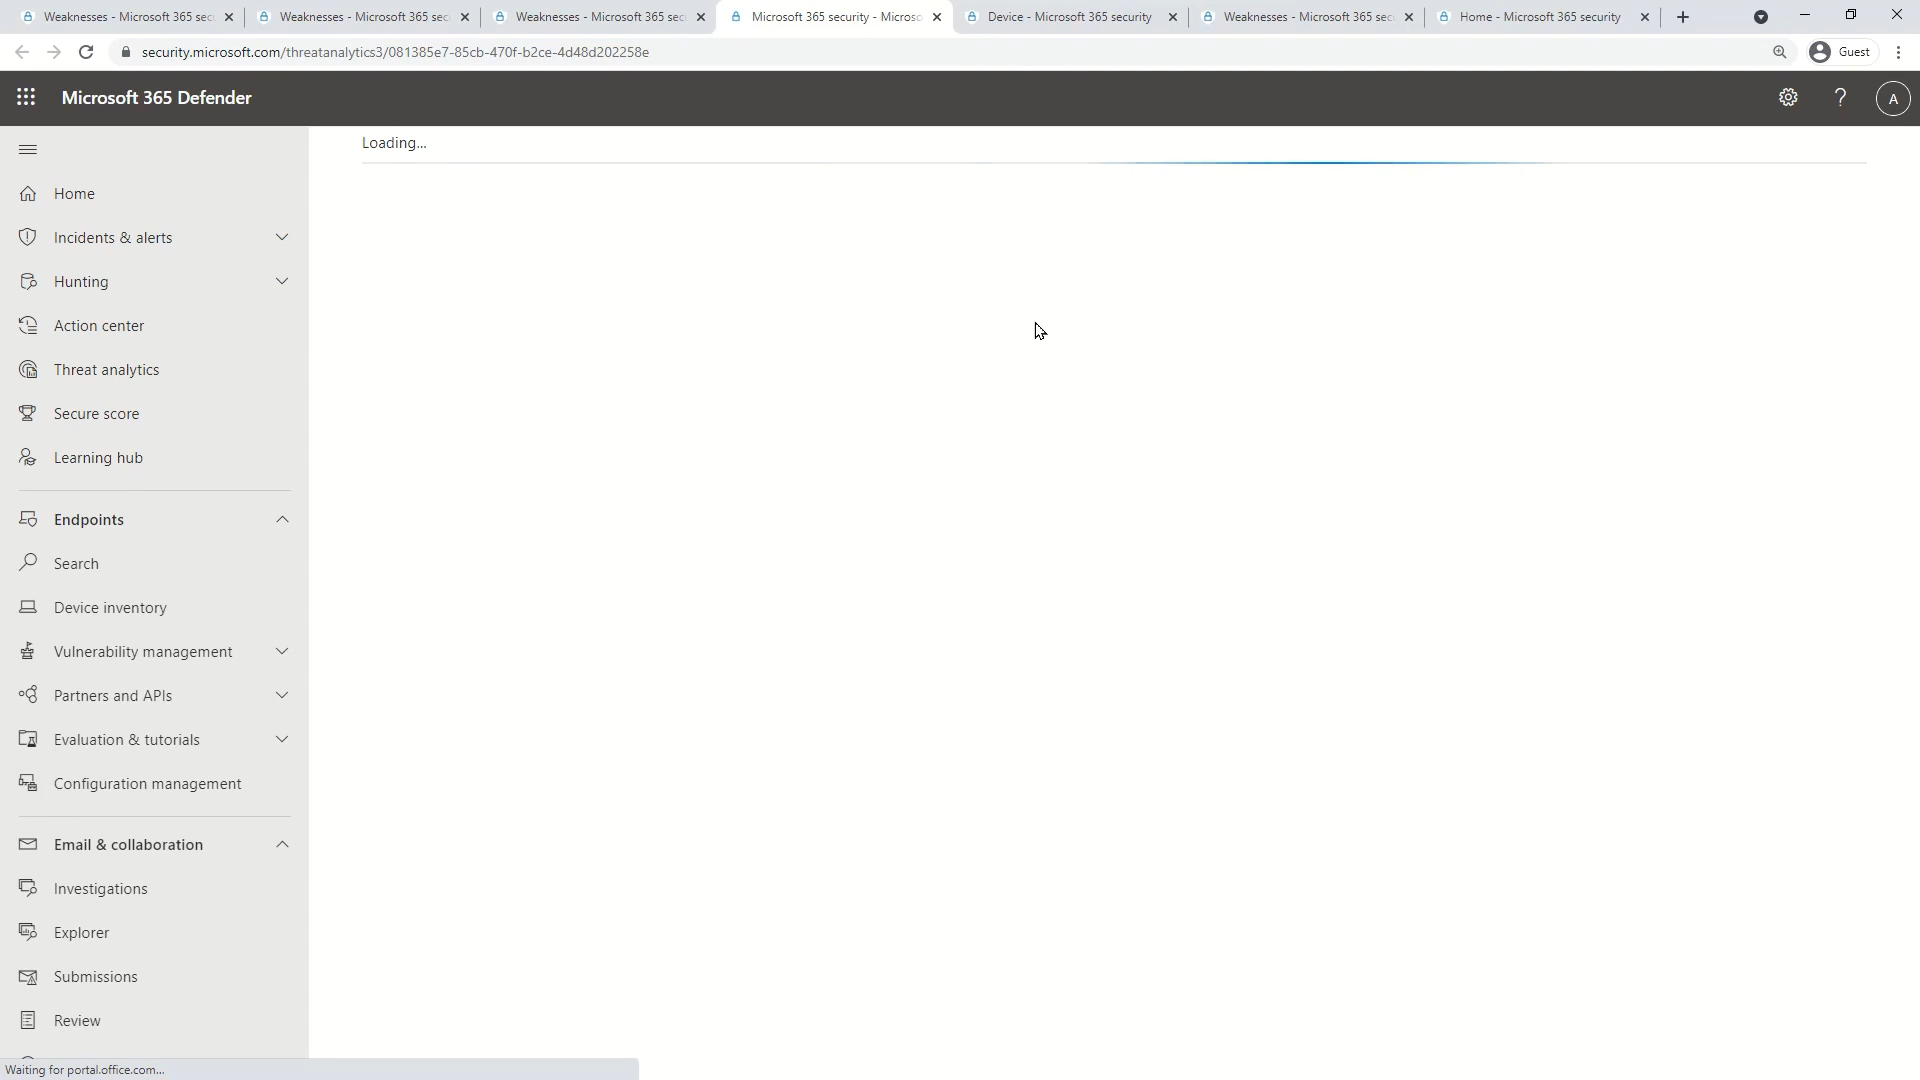 Weaknesses - Microsoft 365 sec
Weaknesses - Microsoft 365 sec
Weaknesses - Microsoft 365 sec
Microsoft 365 security - Microso
Device - Microsoft 365 security
Weaknesses - Microsoft 365 sec
Home - Microsoft 365 security
security.microsoft.com/threatanalytics3/081385e7-85cb-470f-b2ce-4d48d202258e
Guest
Microsoft 365 Defender
A
Loading...
Home
Incidents & alerts
Hunting
Action center
Threat analytics
Secure score
Learning hub
Endpoints
Search
Device inventory
Vulnerability management
Partners and APIs
Evaluation & tutorials
Configuration management
Email & collaboration
Investigations
Explorer
Submissions
Review
Waiting for portal.office.com...